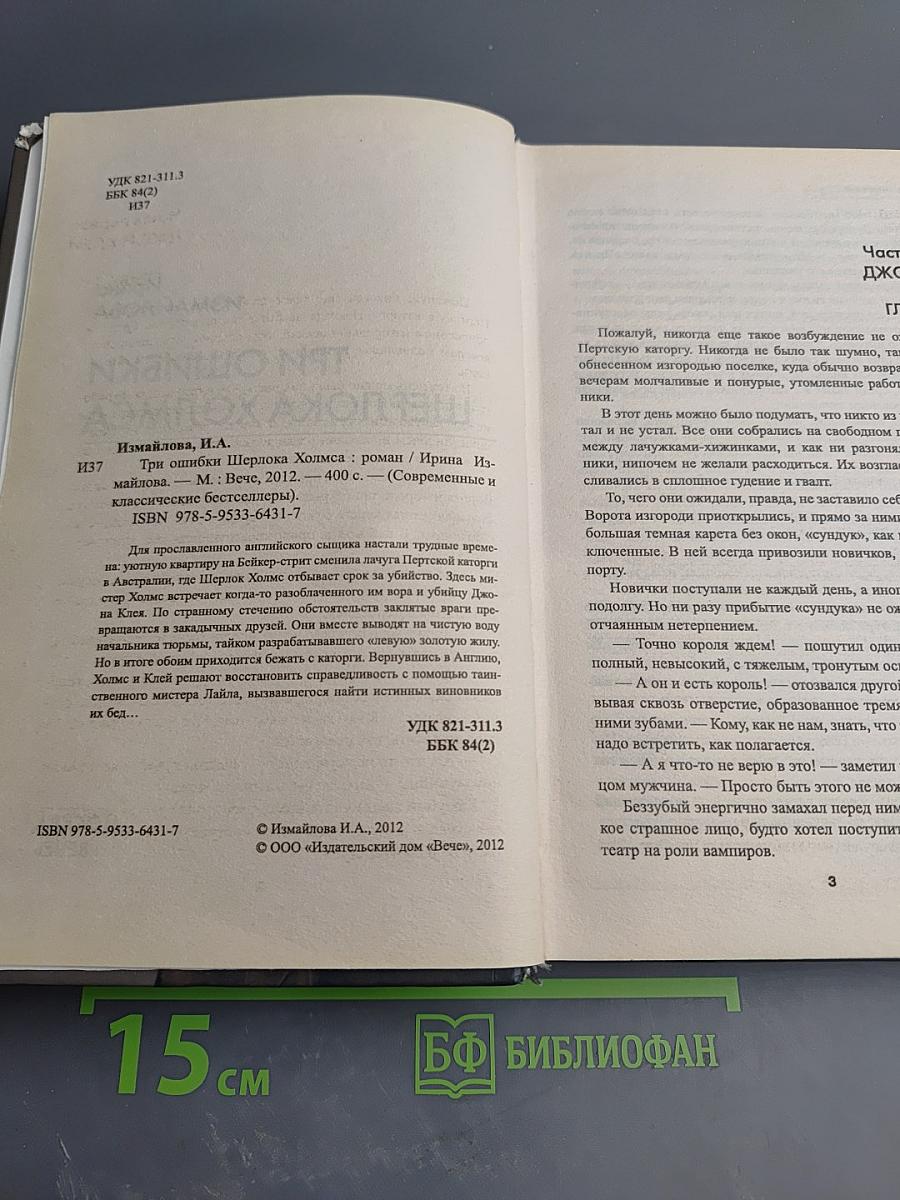 УДК 821-311.3
ББК 84(2)
И37
Измайлова, И.А.
И37 Три ошибки Шерлока Холмса : роман / Ирина Из-
майлова. — М. : Вече, 2012. — 400 с. — (Современные и
классические бестселлеры).
ISBN 978-5-9533-6431-7
Для прославленного английского сыщика настали трудные време-
на: уютную квартиру на Бейкер-стрит сменила лачуга Пертской каторги
в Австралии, где Шерлок Холмс отбывает срок за убийство. Здесь ми-
стер Холмс встречает когда-то разоблаченного им вора и убийцу Джо-
на Клея. По странному стечению обстоятельств заклятые враги пре-
вращаются в закадычных друзей. Они вместе выводят на чистую воду
начальника тюрьмы, тайком разрабатывавшего «левую» золотую жилу.
Но в итоге обоим приходится бежать с каторги. Вернувшись в Англию,
Холмс и Клей решают восстановить справедливость с помощью таин-
ственного мистера Лайла, вызвавшегося найти истинных виновников
их бед…
УДК 821-311.3
ББК 84(2)
ISBN 978-5-9533-6431-7
© Измайлова И.А., 2012
© ООО «Издательский дом «Вече», 2012
Част
ДЖО
ГЛ
Пожалуй, никогда еще такое возбуждение не ох
Пертскую каторгу. Никогда не было так шумно, так
обнесенном изгородью поселке, куда обычно возвра
вечерам молчаливые и понурые, утомленные работ
ники.
В этот день можно было подумать, что никто из
тал и не устал. Все они собрались на свободном п
между лачужками-хижинками, и как ни разгонял
ники, нипочем не желали расходиться. Их возглас
сливались в сплошное гудение и гвалт.
То, чего они ожидали, правда, не заставило себ
Ворота изгороди приоткрылись, и прямо за ними
большая темная карета без окон, «сундук», как
ключенные. В ней всегда привозили новичков,
порту.
Новички поступали не каждый день, а иног
подолгу. Но ни разу прибытие «сундука» не ож
отчаянным нетерпением.
— Точно короля ждем! — пошутил один
полный, невысокий, с тяжелым, тронутым осп
— А он и есть король! — отозвался другой
вывая сквозь отверстие, образованное тремя
ними зубами. — Кому, как не нам, знать, что
надо встретить, как полагается.
— А я что-то не верю в это! — заметил
цом мужчина. — Просто быть этого не мож
Беззубый энергично замахал перед ним
кое страшное лицо, будто хотел поступит
театр на роли вампиров.
3
15 см
БФ БИБЛИОФАН